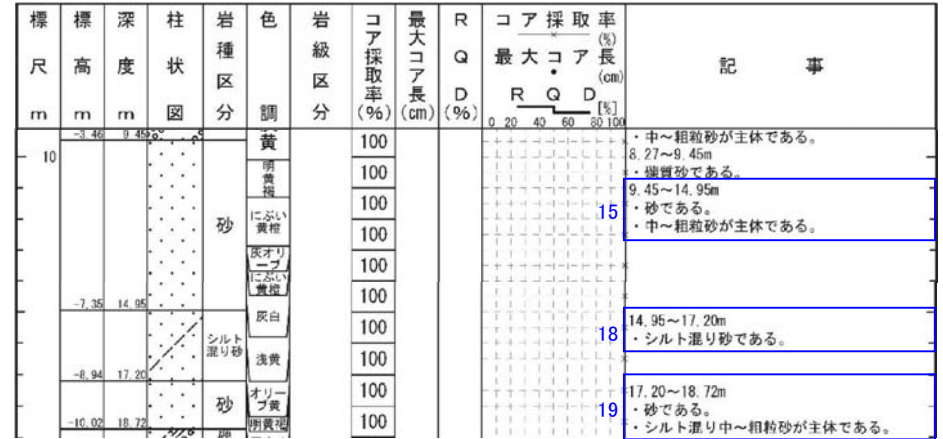 標尺 m
標高 m
深度 m
柱状図
岩種区分
色調
岩級区分
コア採取率(%)
最大コア長(cm)
RQD(%)
コア採取率
(%)
最大コア長
(cm)
RQD
[%]
0 20 40 60 80 100
記事
-3.46 9.45
黄
100
・中～粗粒砂が主体である。
10
8.27～9.45m
・礫質砂である。
明黄褐
100
9.45～14.95m
砂
にぶい黄橙
100
15
・砂である。
・中～粗粒砂が主体である。
100
灰オリーブ
100
にぶい黄橙
100
-7.35 14.95
灰白
100
14.95～17.20m
18
・シルト混り砂である。
シルト混り砂
浅黄
100
-8.94 17.20
砂
オリーブ黄
100
17.20～18.72m
19
・砂である。
・シルト混り中～粗粒砂が主体である。
-10.02 18.72
明黄褐
100